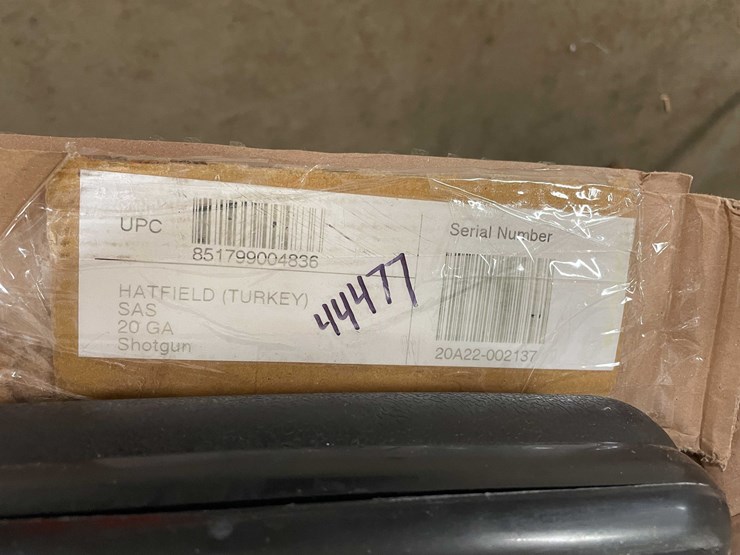 UPC
851799004836
HATFIELD (TURKEY)
SAS
20 GA
Shotgun
44477
Serial Number
20A22-002137